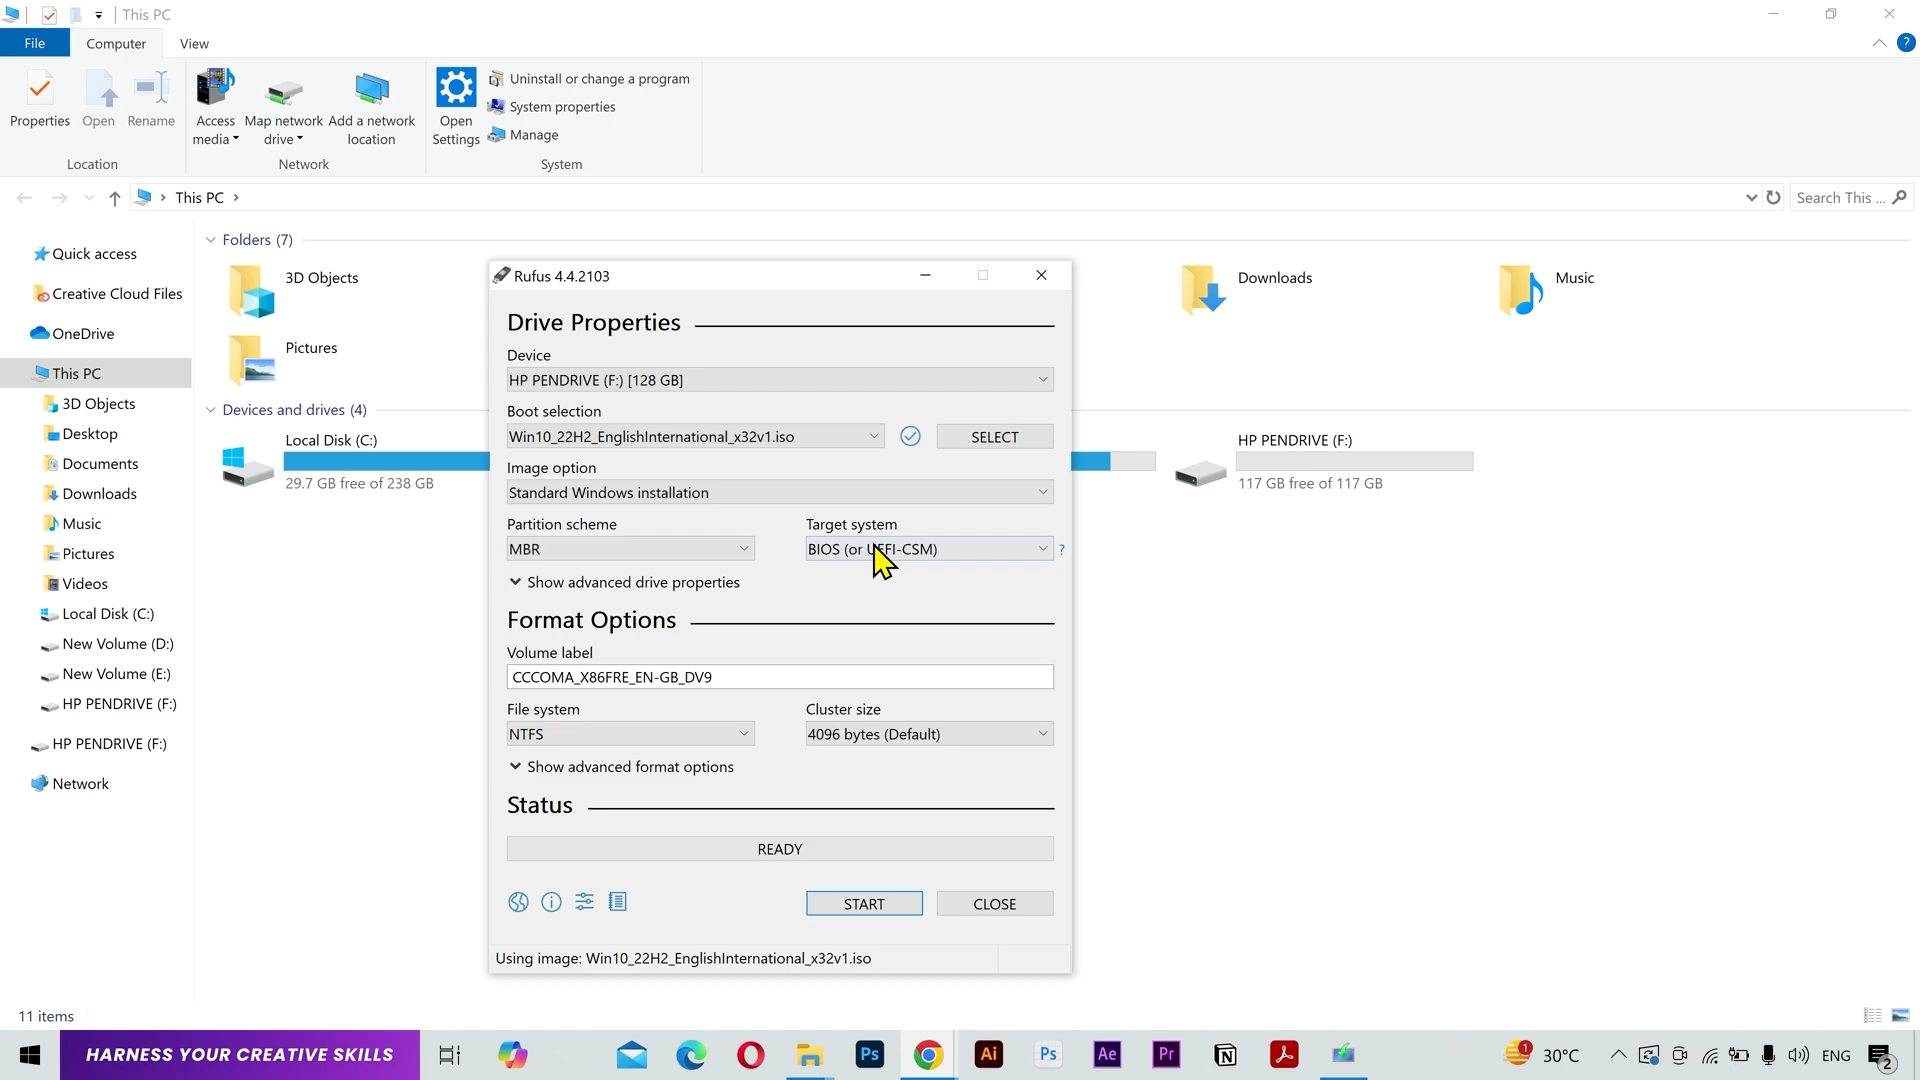 This PC
File
Computer
View
Properties
Open
Rename
Access media
Map network drive
Add a network location
Open Settings
Uninstall or change a program
System properties
Manage
Location
Network
System
This PC
Search This ...
Quick access
Creative Cloud Files
OneDrive
This PC
3D Objects
Desktop
Documents
Downloads
Music
Pictures
Videos
Local Disk (C:)
New Volume (D:)
New Volume (E:)
HP PENDRIVE (F:)
HP PENDRIVE (F:)
Network
Folders (7)
3D Objects
Downloads
Music
Pictures
Devices and drives (4)
Local Disk (C:)
29.7 GB free of 238 GB
HP PENDRIVE (F:)
117 GB free of 117 GB
Rufus 4.4.2103
Drive Properties
Device
HP PENDRIVE (F:) [128 GB]
Boot selection
Win10_22H2_EnglishInternational_x32v1.iso
SELECT
Image option
Standard Windows installation
Partition scheme
Target system
MBR
BIOS (or UEFI-CSM)
?
Show advanced drive properties
Format Options
Volume label
CCCOMA_X86FRE_EN-GB_DV9
File system
Cluster size
NTFS
4096 bytes (Default)
Show advanced format options
Status
READY
START
CLOSE
Using image: Win10_22H2_EnglishInternational_x32v1.iso
11 items
HARNESS YOUR CREATIVE SKILLS
Ps
Ai
Ps
Ae
Pr
N
1
30°C
ENG
2